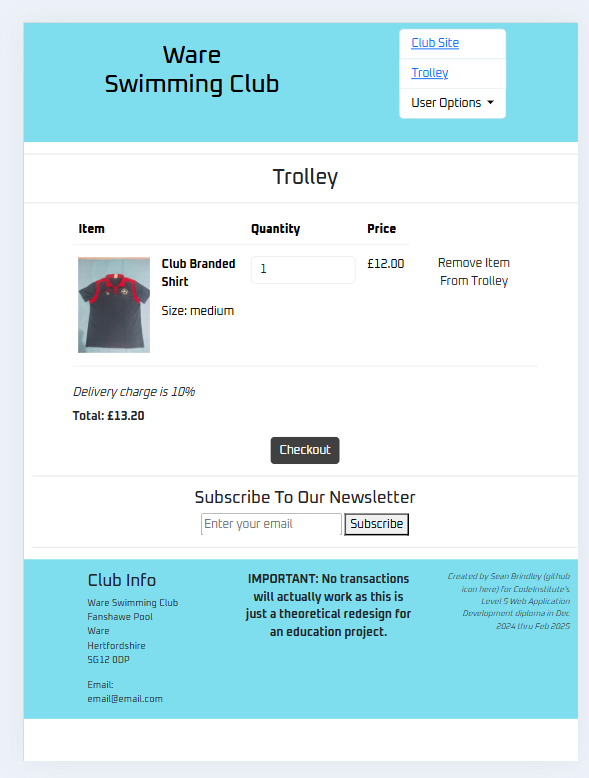 Ware
Swimming Club
Club Site
Trolley
User Options
Trolley
Item Quantity Price
Club Branded
Shirt
Size: medium
1
£12.00
Remove Item
From Trolley
Delivery charge is 10%
Total: £13.20
Checkout
Subscribe To Our Newsletter
Enter your email Subscribe
Club Info
Ware Swimming Club
Fanshawe Pool
Ware
Hertfordshire
SG12 0DP
Email:
email@email.com
IMPORTANT: No transactions
will actually work as this is
just a theoretical redesign for
an education project.
Created by Sean Brindley (github
icon here) for CodeInstitute's
Level 5 Web Application
Development diploma in Dec
2024 thru Feb 2025